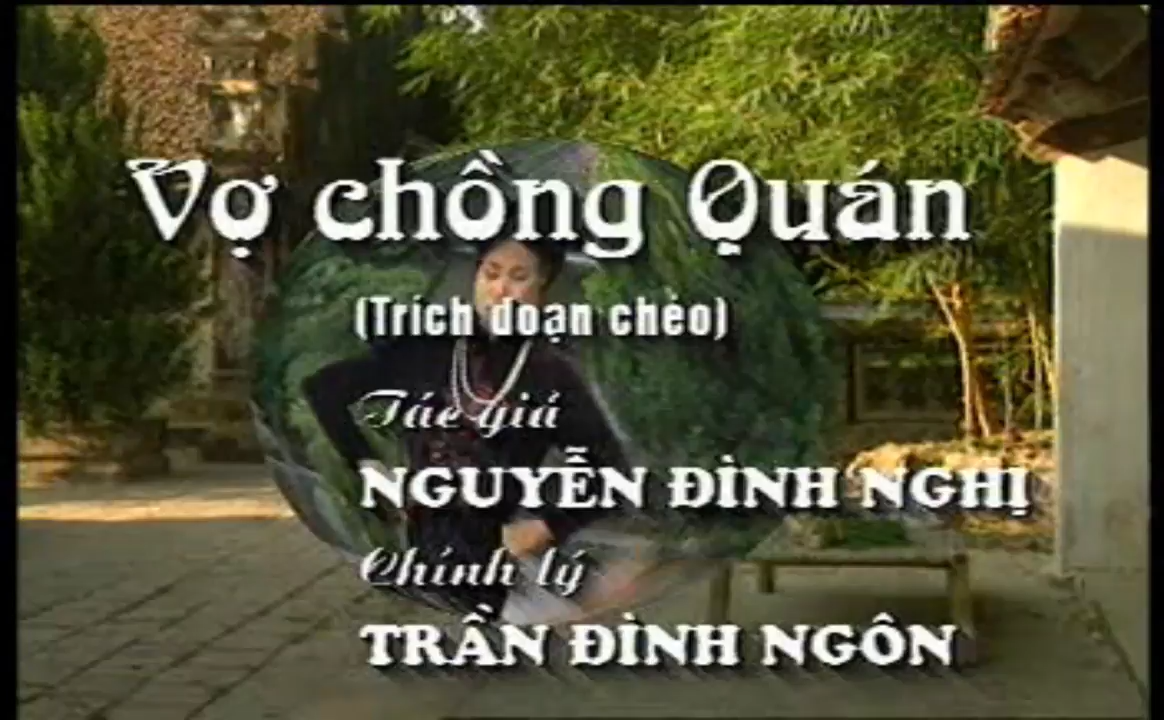 Vợ chồng Quán
(Trích đoạn chèo)
Tác giả
NGUYỄN ĐÌNH NGHỊ
Chỉnh lý
TRẦN ĐÌNH NGÔN